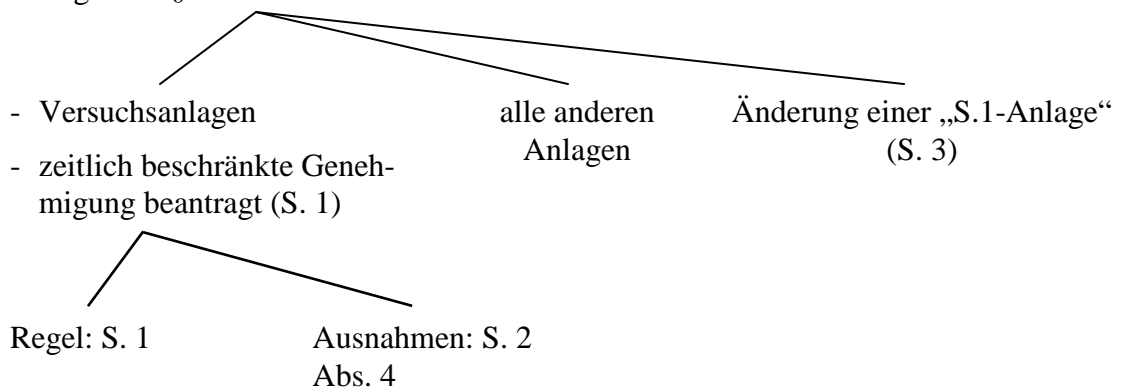 - Versuchsanlagen
alle anderen
Anlagen
Änderung einer „S.1-Anlage“
(S. 3)
- zeitlich beschränkte Geneh-
migung beantragt (S. 1)
Regel: S. 1
Ausnahmen: S. 2
Abs. 4